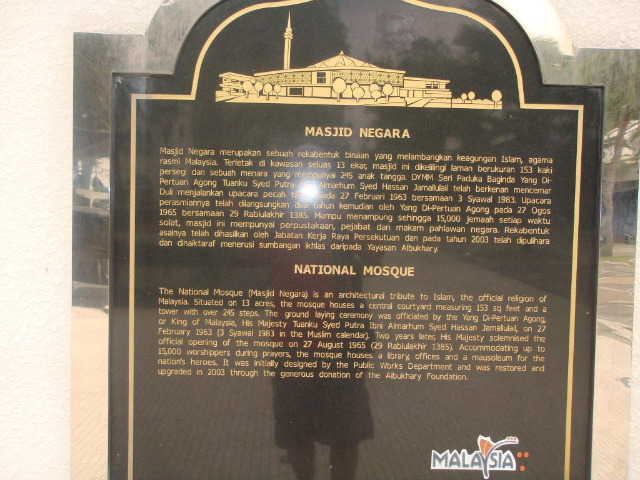 MASJID NEGARA
Masjid Negara merupakan sebuah rekabentuk binaan yang melambangkan keagungan Islam, agama
rasmi Malaysia. Terletak di kawasan seluas 13 ekar, masjid ini dikelilingi laman berukuran 153 kaki
persegi dan sebuah menara yang mempunyai 245 anak tangga. DYMM Seri Paduka Baginda Yang Di-
Pertuan Agong Tuanku Syed Putra Almarhum Syed Hassan Jamallulail telah berkenan mencemar
Duli menjalankan upacara pecah pada 27 Februari 1963 bersamaan 3 Syawal 1983. Upacara
perasmiannya telah dilangsungkan dua tahun kemudian oleh Yang Di-Pertuan Agong pada 27 Ogos
1965 bersamaan 29 Rabiulakhir 1385. Mampu menampung sehingga 15,000 jemaah setiap waktu
solat, masjid ini mempunyai perpustakaan, pejabat dan makam pahlawan negara. Rekabentuk
asalnya telah dihasilkan oleh Jabatan Kerja Raya Persekutuan dan pada tahun 2003 telah dipulihara
dan dinaiktaraf menerusi sumbangan ikhlas daripada Yayasan Albukhary.
NATIONAL MOSQUE
The National Mosque (Masjid Negara) is an architectural tribute to Islam, the official religion of
Malaysia. Situated on 13 acres, the mosque houses a central courtyard measuring 153 sq feet and a
tower with over 245 steps. The ground laying ceremony was officiated by the Yang Di-Pertuan Agong,
or King of Malaysia, His Majesty Tuanku Syed Putra Ibni Almarhum Syed Hassan Jamallulail, on 27
February 1963 (3 Syawal 1963 in the Muslim calendar). Two years later, His Majesty solemnised the
official opening of the mosque on 27 August 1965 (29 Rabiulakhir 1385). Accommodating up to
15,000 worshippers during prayers, the mosque houses a library offices and a mausoleum for the
nation's heroes. It was initially designed by the Public Works Department and was restored and
upgraded in 2003 through the generous donation of the Albukhary Foundation.
MALAYSIA